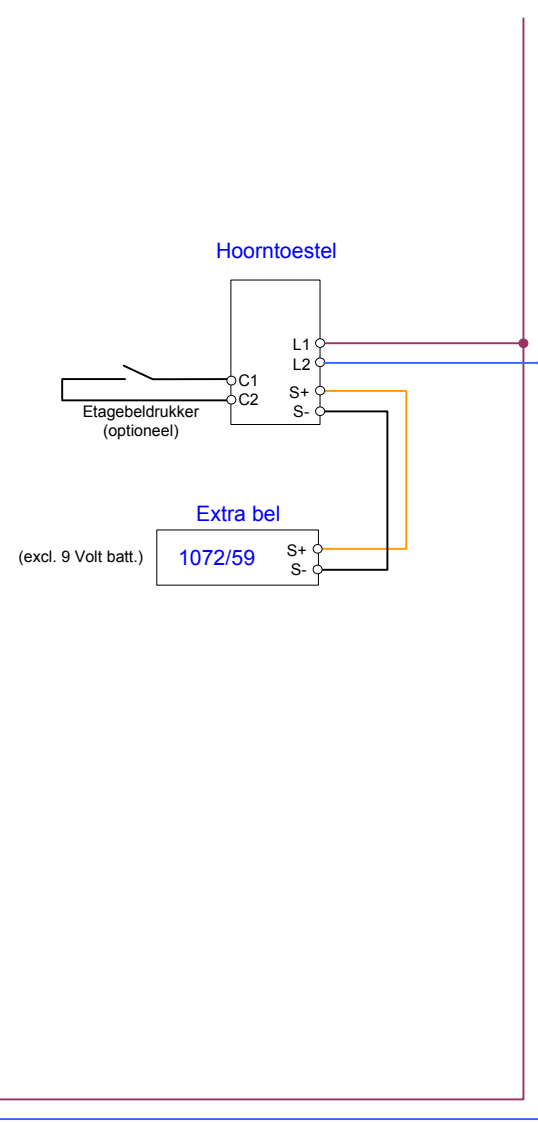 Hoorntoestel
L1
L2
C1
C2
S+
S-
Etagebeldrukker
(optioneel)
Extra bel
(excl. 9 Volt batt.)
1072/59
S+
S-